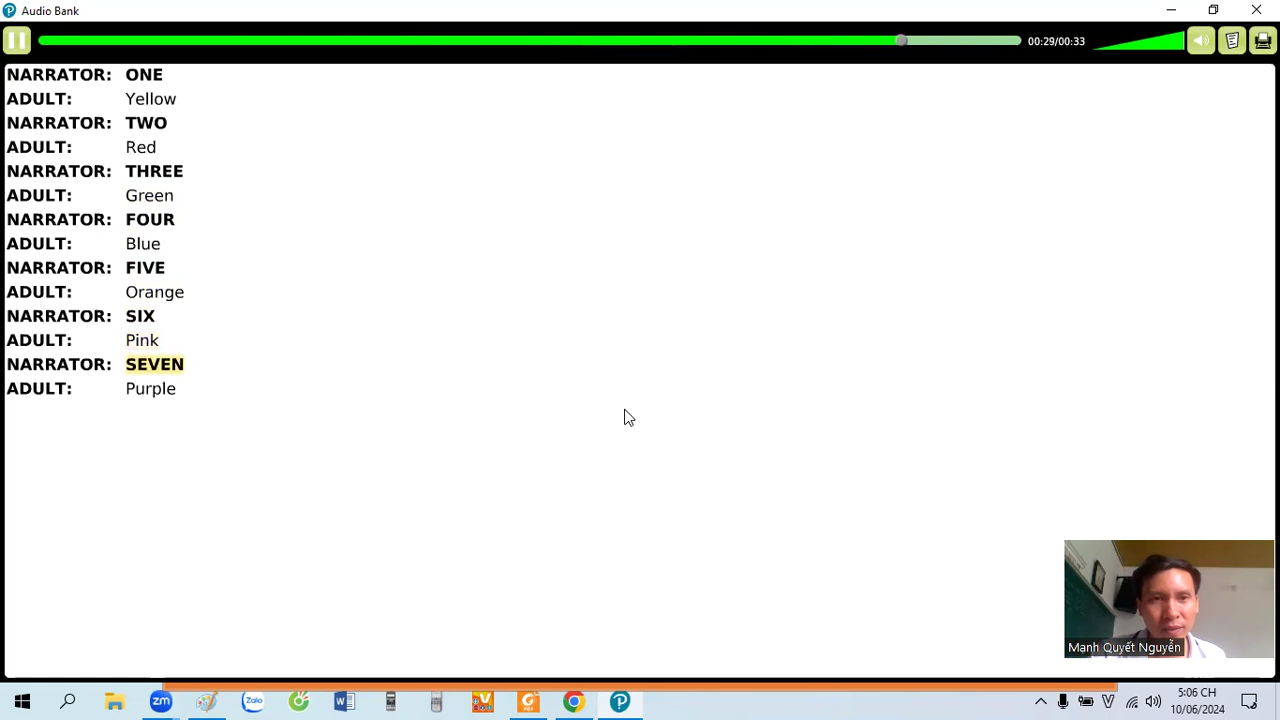 Audio Bank
00:29/00:33
NARRATOR: ONE
ADULT: Yellow
NARRATOR: TWO
ADULT: Red
NARRATOR: THREE
ADULT: Green
NARRATOR: FOUR
ADULT: Blue
NARRATOR: FIVE
ADULT: Orange
NARRATOR: SIX
ADULT: Pink
NARRATOR: SEVEN
ADULT: Purple
Mạnh Quyết Nguyễn
zm
Zalo
5:06 CH
10/06/2024